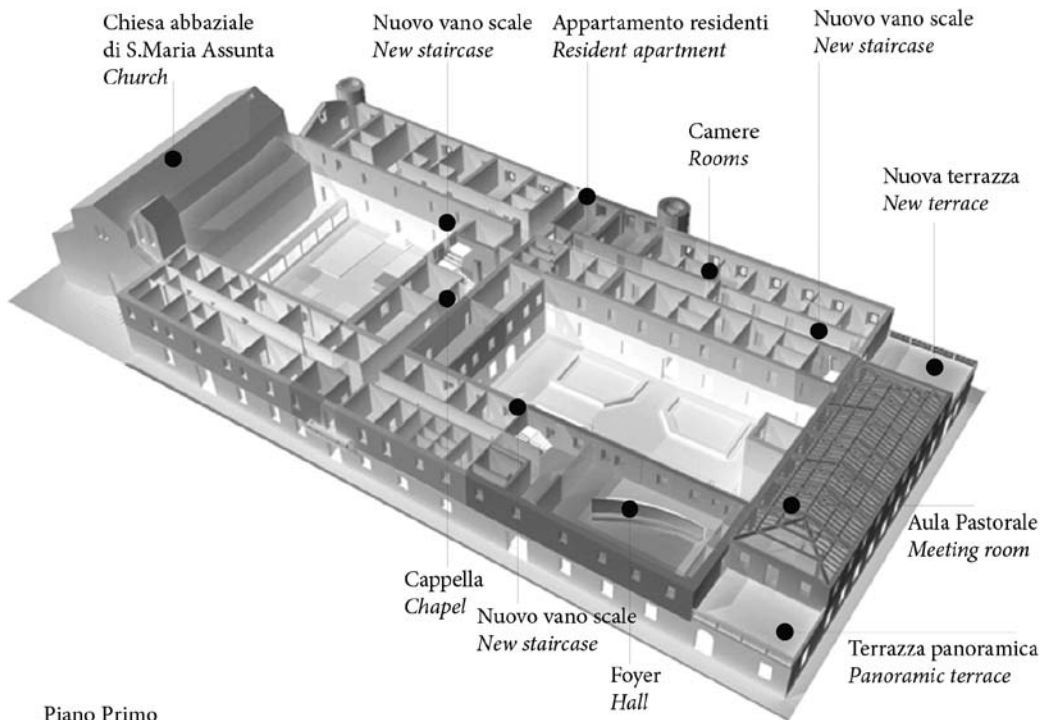 Chiesa abbaziale
di S.Maria Assunta
Church
Nuovo vano scale
New staircase
Appartamento residenti
Resident apartment
Nuovo vano scale
New staircase
Camere
Rooms
Nuova terrazza
New terrace
Aula Pastorale
Meeting room
Cappella
Chapel
Nuovo vano scale
New staircase
Foyer
Hall
Terrazza panoramica
Panoramic terrace
Piano Primo